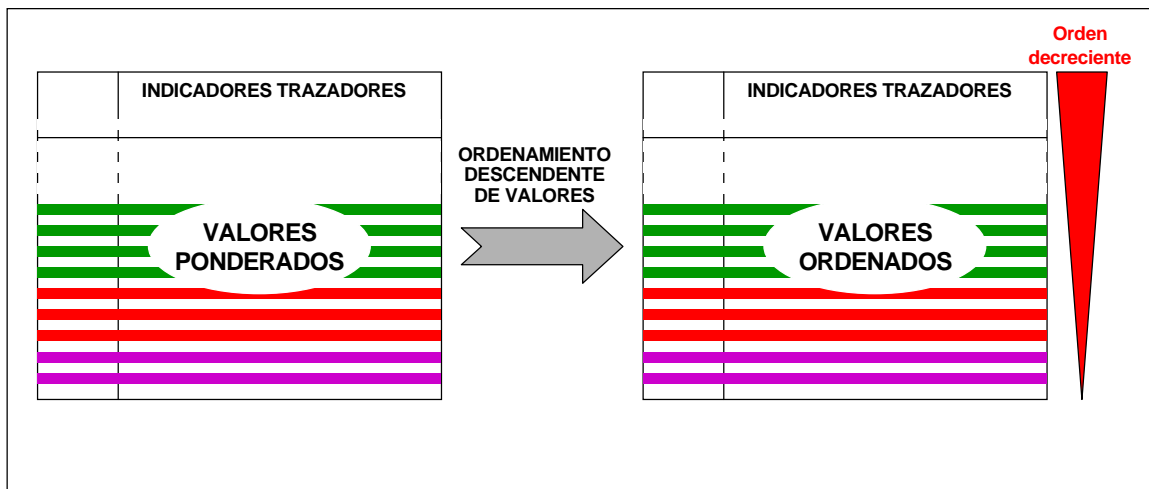 Orden
decreciente
INDICADORES TRAZADORES
INDICADORES TRAZADORES
ORDENAMIENTO
DESCENDENTE
DE VALORES
VALORES
PONDERADOS
VALORES
ORDENADOS